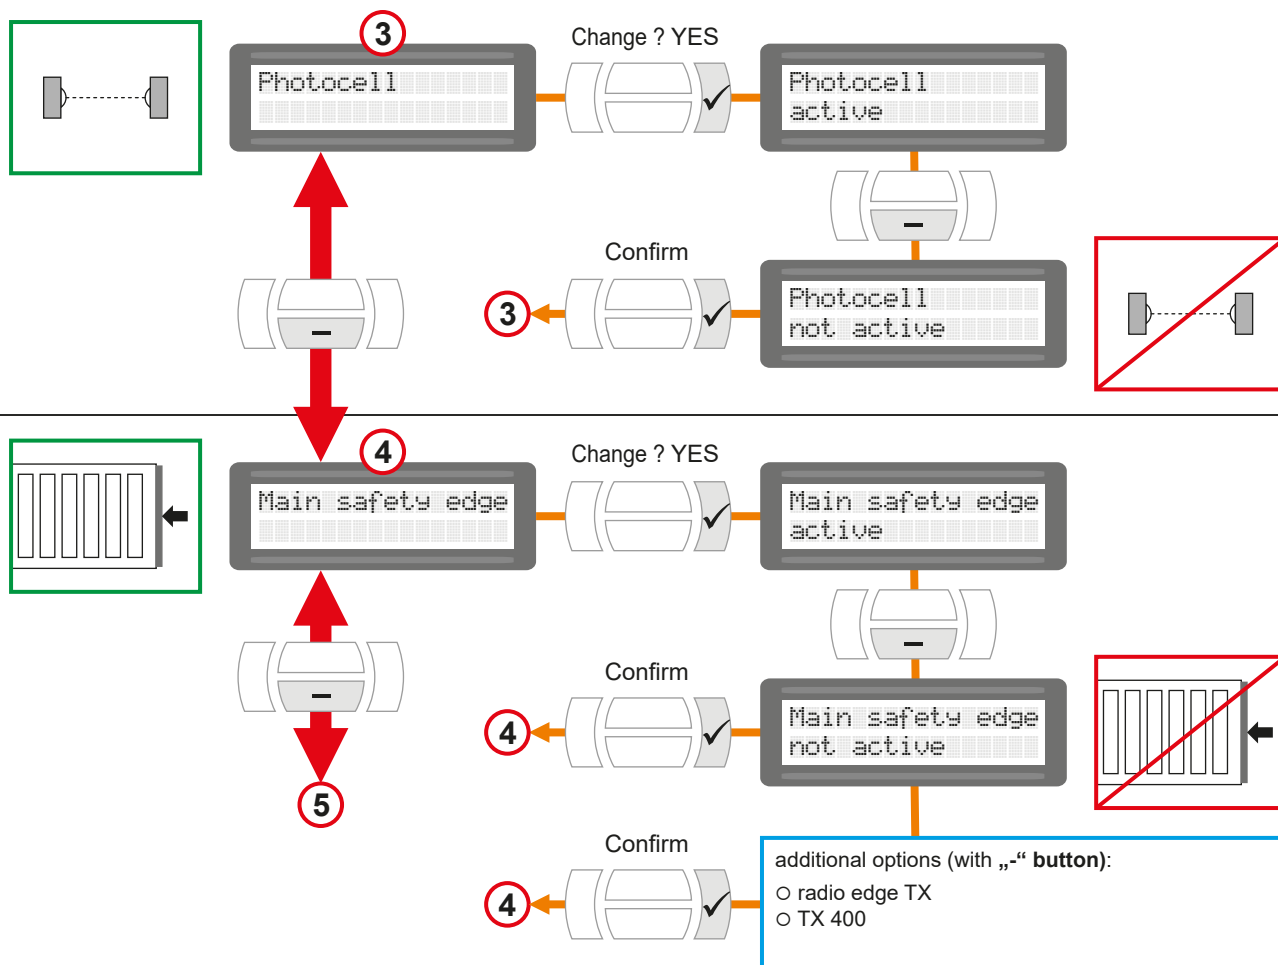 3
Change ? YES
Photocell
Photocell
active
–
Confirm
–
3
Photocell
not active
4
Change ? YES
Main safety edge
Main safety edge
active
–
Confirm
–
4
Main safety edge
not active
5
Confirm
4
additional options (with „-“ button):
radio edge TX
TX 400